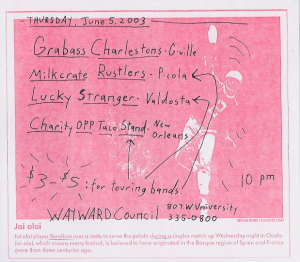 THURSDAY, June 5, 2003
Grabass Charlestons - G-ville
Milkcrate Rustlers - P-cola
Lucky Stranger - Valdosta
Charity OPP Taco Stand - New Orleans
$3-$5: for touring bands
10 pm
WAYWARD COUNCIL 807 W University
335-0800
Jai alai
Jai alai player Beraikoa uses a cesta to serve the pelota during a singles match up Wednesday night in Ocala.
Jai alai, which means merry festival, is believed to have originated in the Basque region of Spain and France
more than three centuries ago.